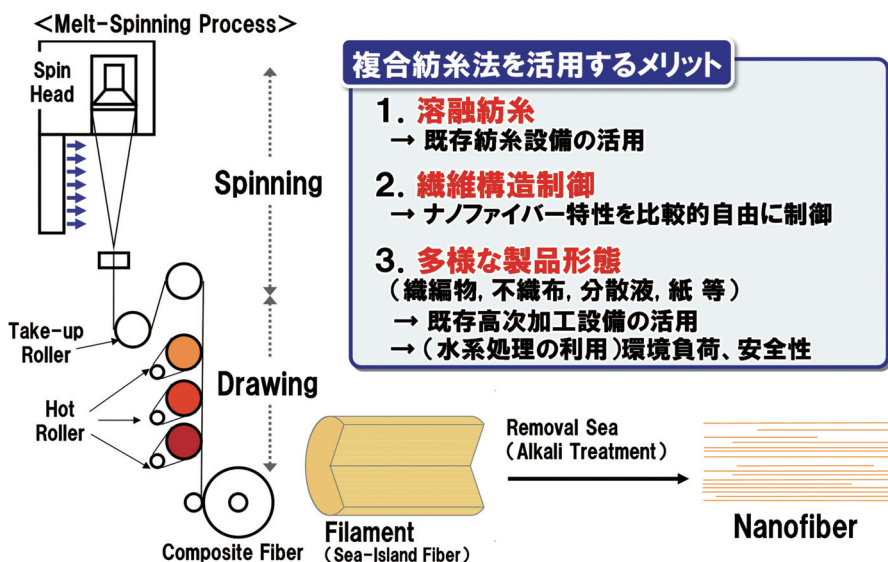 <Melt-Spinning Process>
Spin
Head
Spinning
Take-up
Roller
Hot
Roller
Drawing
Composite Fiber
複合紡糸法を活用するメリット
1. 溶融紡糸
→ 既存紡糸設備の活用
2. 繊維構造制御
→ ナノファイバー特性を比較的自由に制御
3. 多様な製品形態
（織編物, 不織布, 分散液, 紙 等）
→ 既存高次加工設備の活用
→（水系処理の利用）環境負荷、安全性
Filament
（Sea-Island Fiber）
Removal Sea
（Alkali Treatment）
Nanofiber